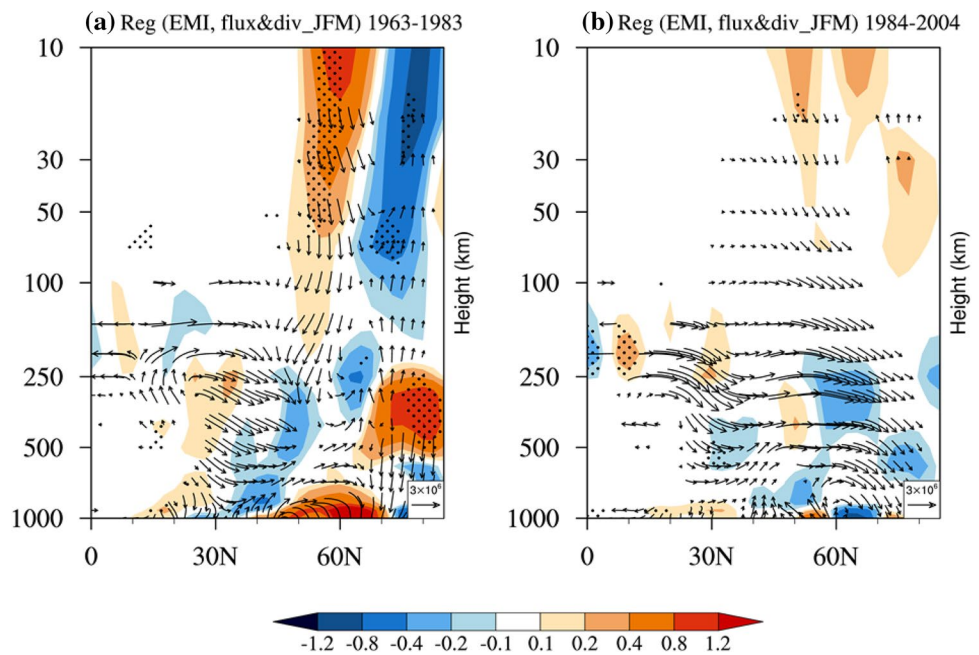 (a) Reg (EMI, flux&div_JFM) 1963-1983
10
30
50
100
250
500
1000
0 30N 60N
Height (km)
3×10⁶
(b) Reg (EMI, flux&div_JFM) 1984-2004
10
30
50
100
250
500
1000
0 30N 60N
Height (km)
3×10⁶
-1.2 -0.8 -0.4 -0.2 -0.1 0.1 0.2 0.4 0.8 1.2